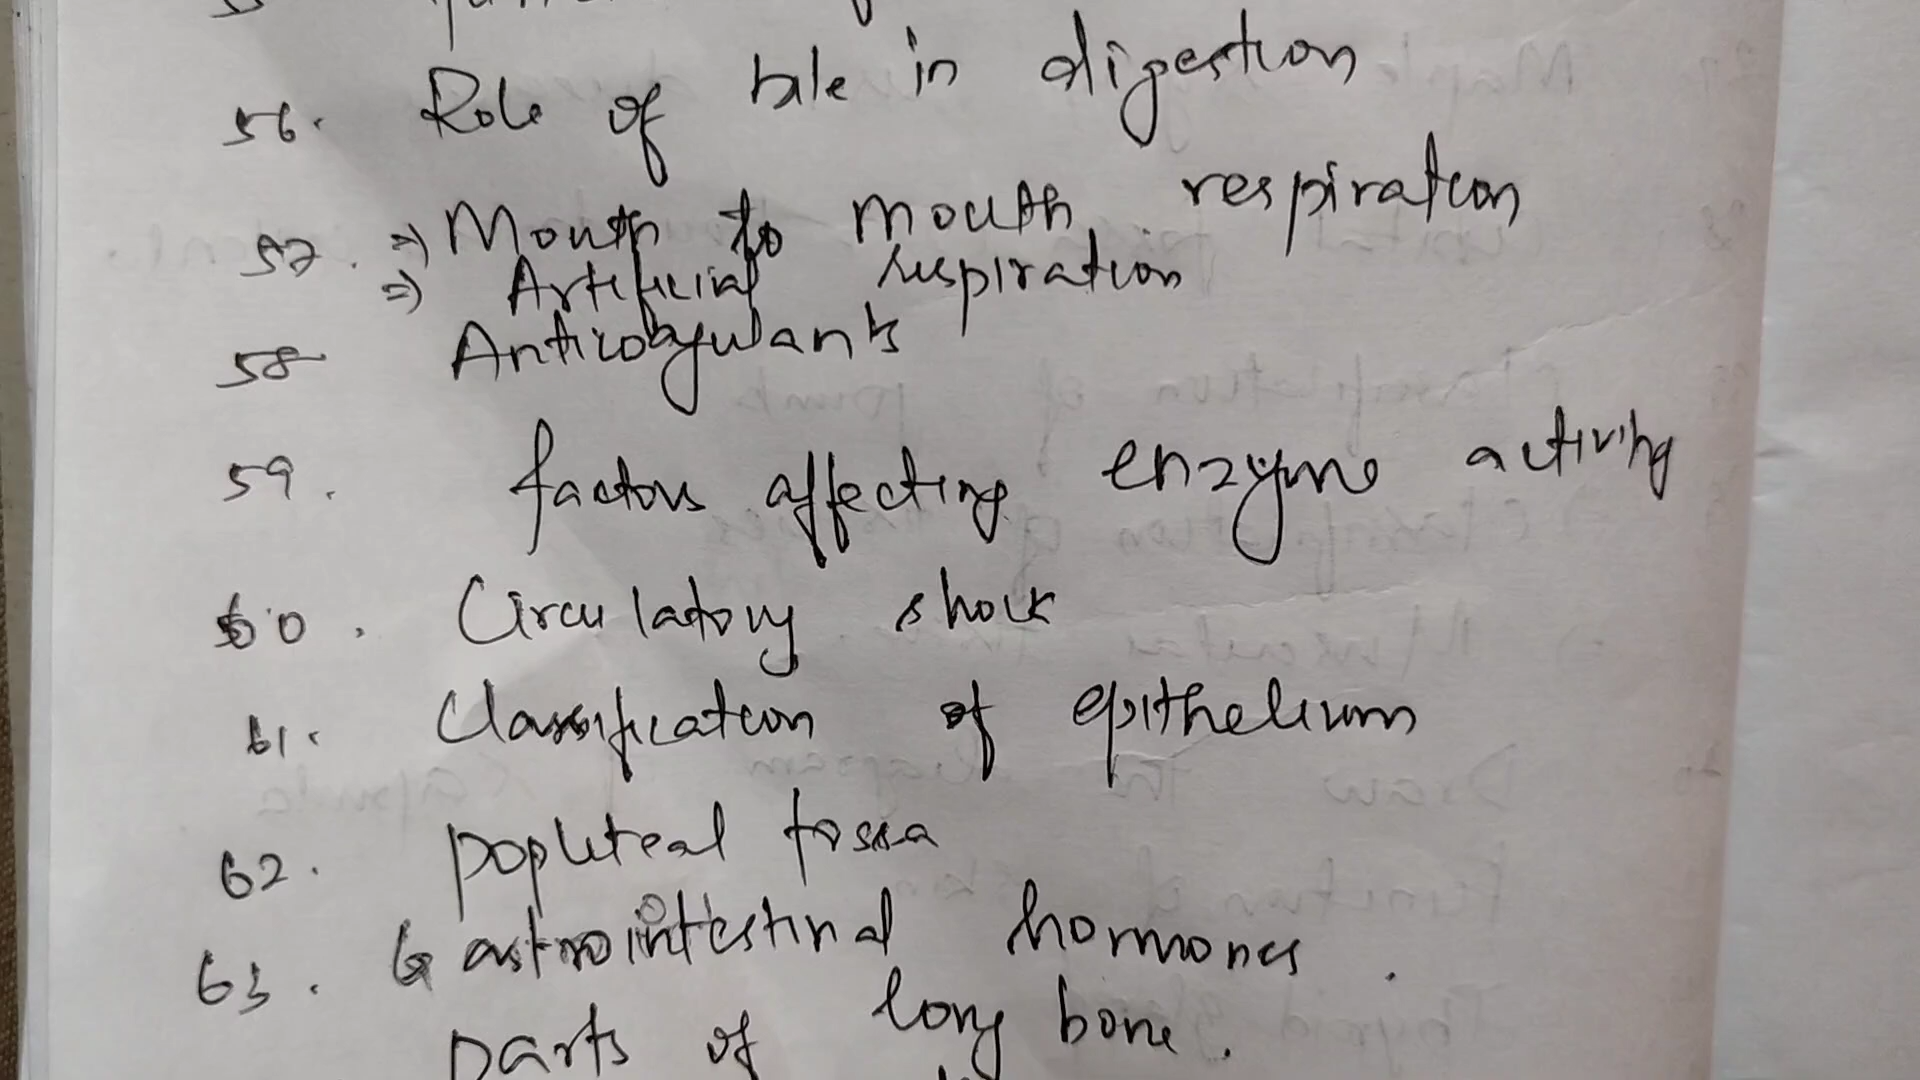 56. Role of bile in digestion
57. => Mouth to mouth respiration
=> Artificial respiration
58 Anticoagulants
59. factors affecting enzyme activity
60. Circulatory shock
61. Classification of epithelium
62. popliteal fossa
63. Gastrointestinal hormones.
parts of long bone.